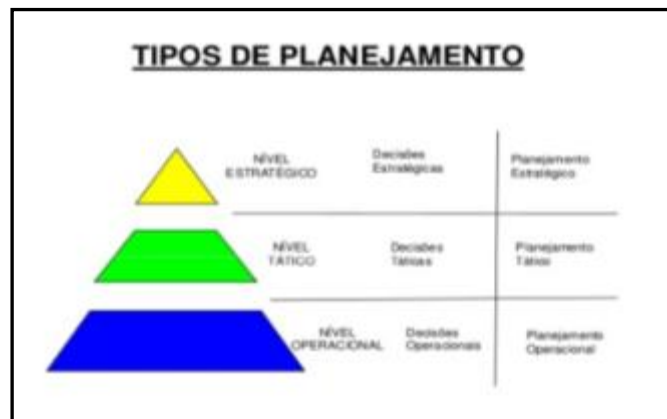 TIPOS DE PLANEJAMENTO
NÍVEL ESTRATÉGICO
Decisões Estratégicas
Planejamento Estratégico
NÍVEL TÁTICO
Decisões Táticas
Planejamento Tático
NÍVEL OPERACIONAL
Decisões Operacionais
Planejamento Operacional